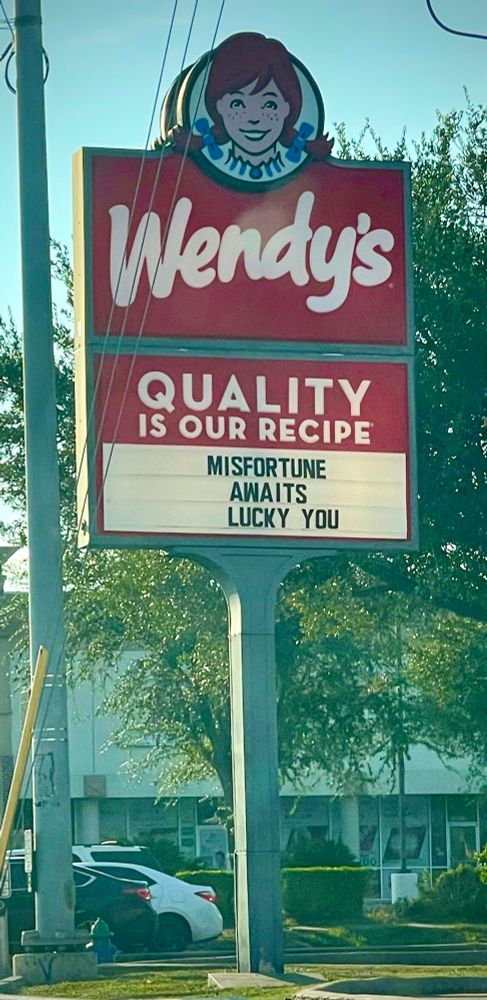 Wendy's
QUALITY
IS OUR RECIPE
MISFORTUNE
AWAITS
LUCKY YOU